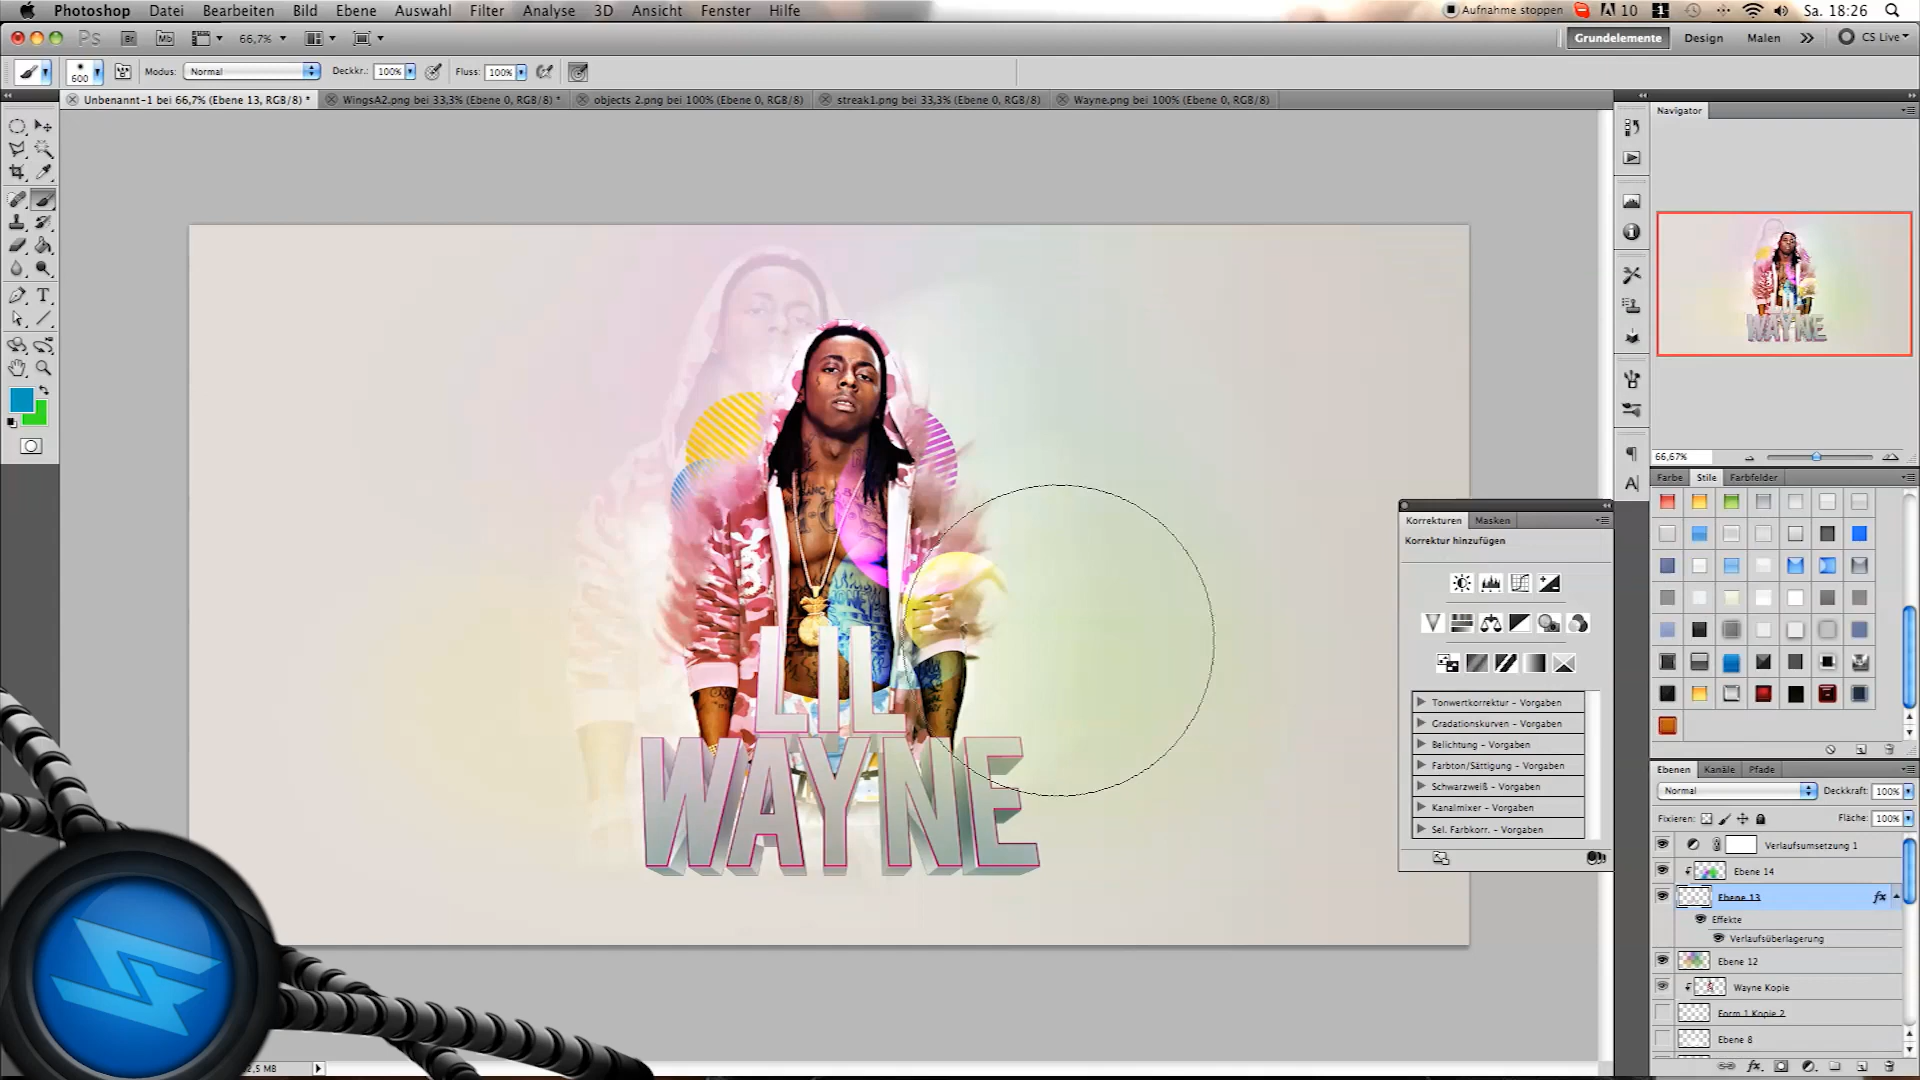 Photoshop Datei Bearbeiten Bild Ebene Auswahl Filter Analyse 3D Ansicht Fenster Hilfe Aufnahme stoppen 10 1 Sa. 18:26
Ps Br Mb 66,7% Grundelemente Design Malen CS Live
600 Modus: Normal Deckkr.: 100% Fluss: 100%
Unbenannt-1 bei 66,7% (Ebene 13, RGB/8) * WingsA2.png bei 33,3% (Ebene 0, RGB/8) * objects 2.png bei 100% (Ebene 0, RGB/8) streak1.png bei 33,3% (Ebene 0, RGB/8) Wayne.png bei 100% (Ebene 0, RGB/8)
Navigator
LIL
WAYNE
66,67%
Farbe Stile Farbfelder
Korrekturen Masken
Korrektur hinzufügen
Tonwertkorrektur - Vorgaben
Gradationskurven - Vorgaben
Belichtung - Vorgaben
Farbton/Sättigung - Vorgaben
Schwarzweiß - Vorgaben
Kanalmixer - Vorgaben
Sel. Farbkorr. - Vorgaben
Ebenen Kanäle Pfade
Normal Deckkraft: 100%
Fixieren: Fläche: 100%
Verlaufsumsetzung 1
Ebene 14
Ebene 13 fx
Effekte
Verlaufsüberlagerung
Ebene 12
Wayne Kopie
Form 1 Kopie 2
Ebene 8
2,5 MB